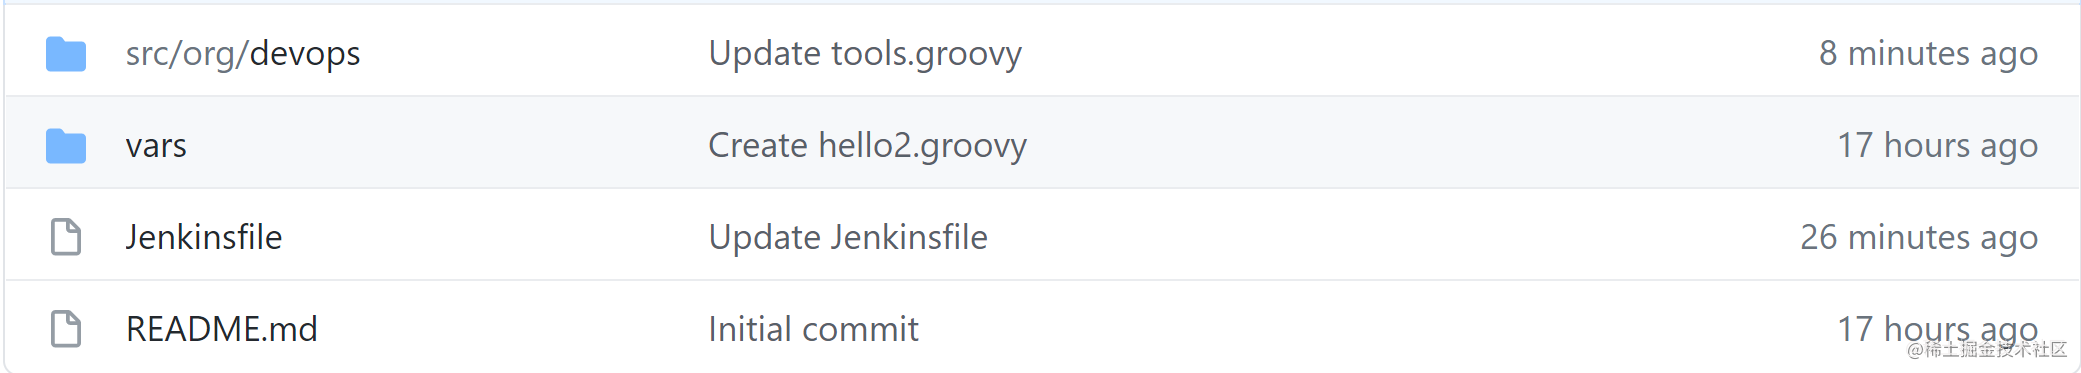 src/org/devops Update tools.groovy 8 minutes ago
vars Create hello2.groovy 17 hours ago
Jenkinsfile Update Jenkinsfile 26 minutes ago
README.md Initial commit 17 hours ago
@稀土掘金技术社区